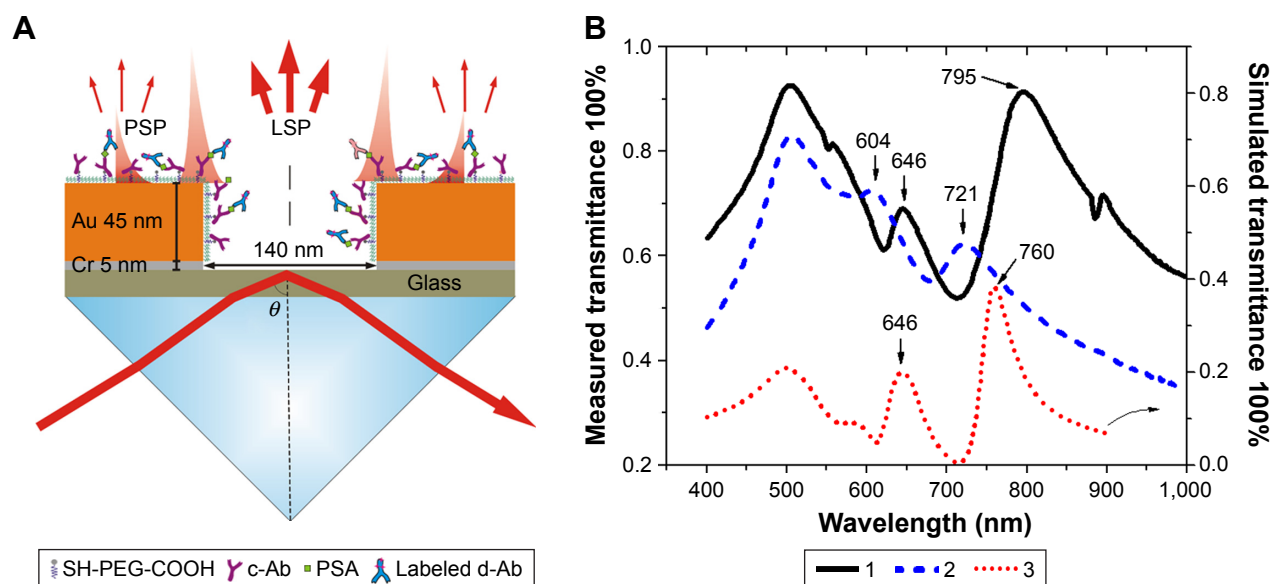 A
PSP
LSP
Au 45 nm
140 nm
Cr 5 nm
Glass
θ
SH-PEG-COOH
c-Ab
PSA
Labeled d-Ab
B
Measured transmittance 100%
1.0
0.8
0.6
0.4
0.2
795
604
646
721
760
646
0.8
0.6
0.4
0.2
0.0
Simulated transmittance 100%
400 500 600 700 800 900 1,000
Wavelength (nm)
1 2 3